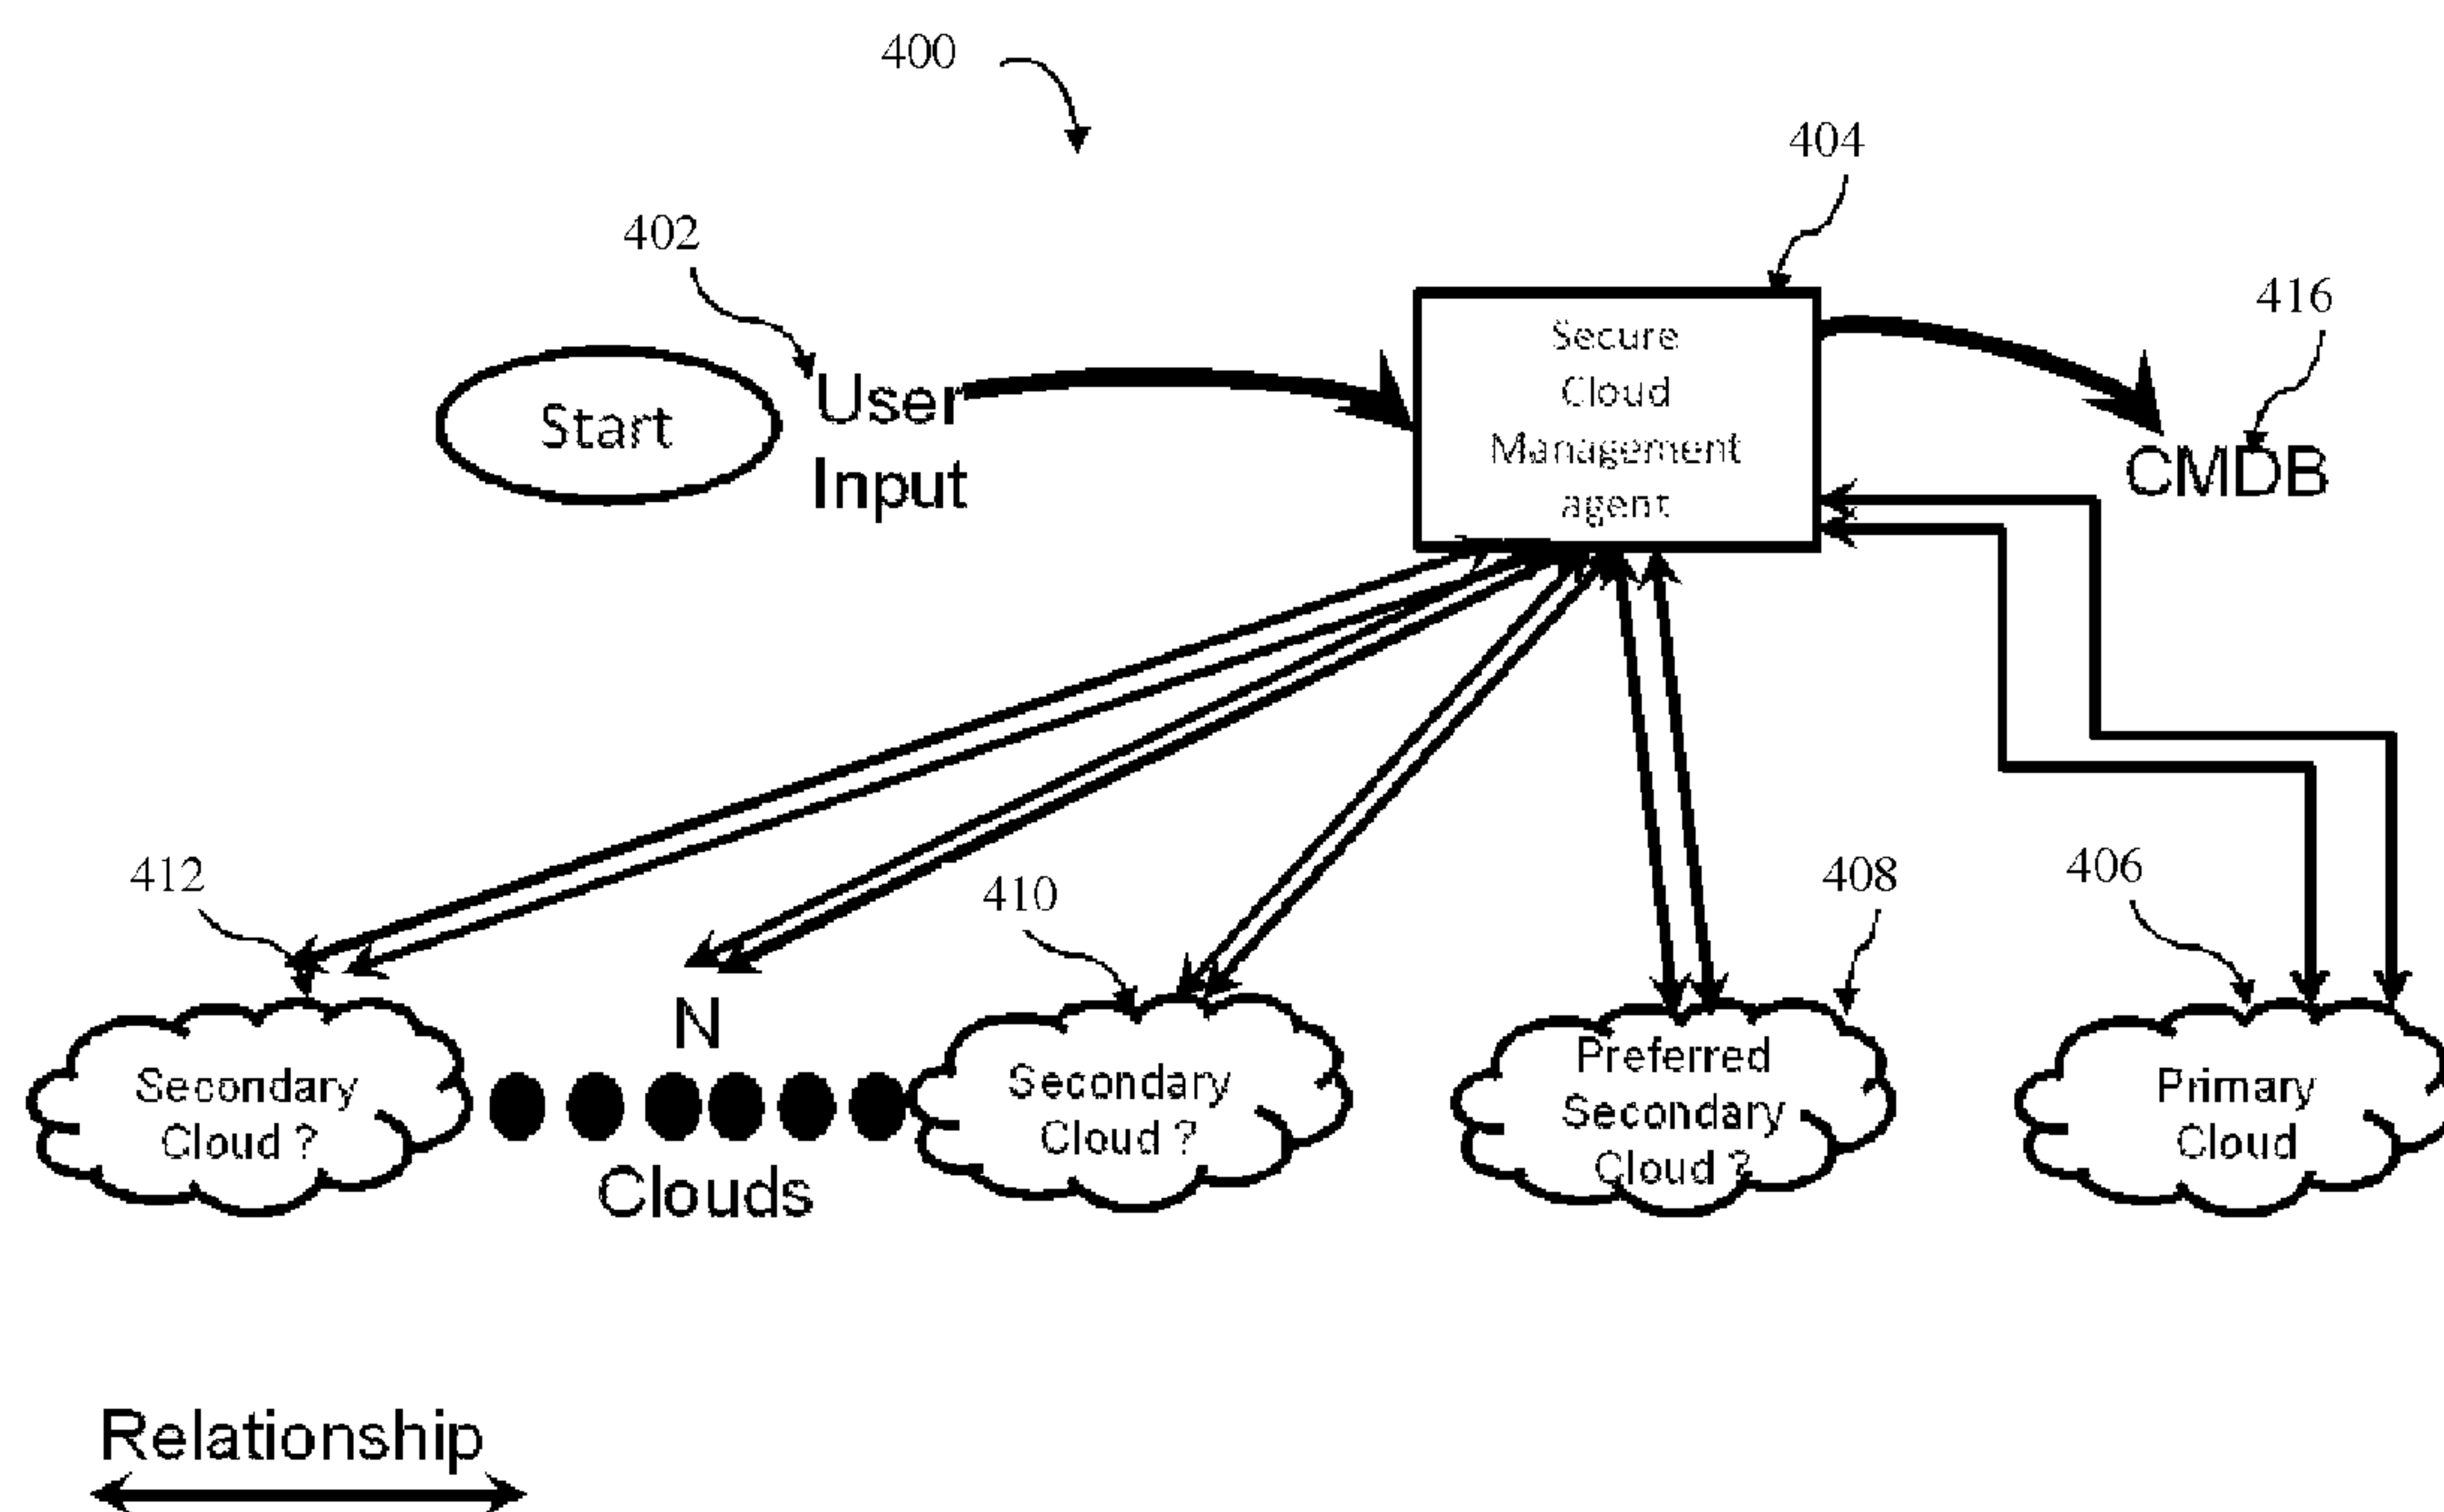 400
404
402
416
Start
User
Input
Secure
Cloud
Management
agent
CMDB
412
410
408
406
N
Secondary
Cloud ?
Clouds
Secondary
Cloud ?
Preferred
Secondary
Cloud ?
Primary
Cloud
Relationship